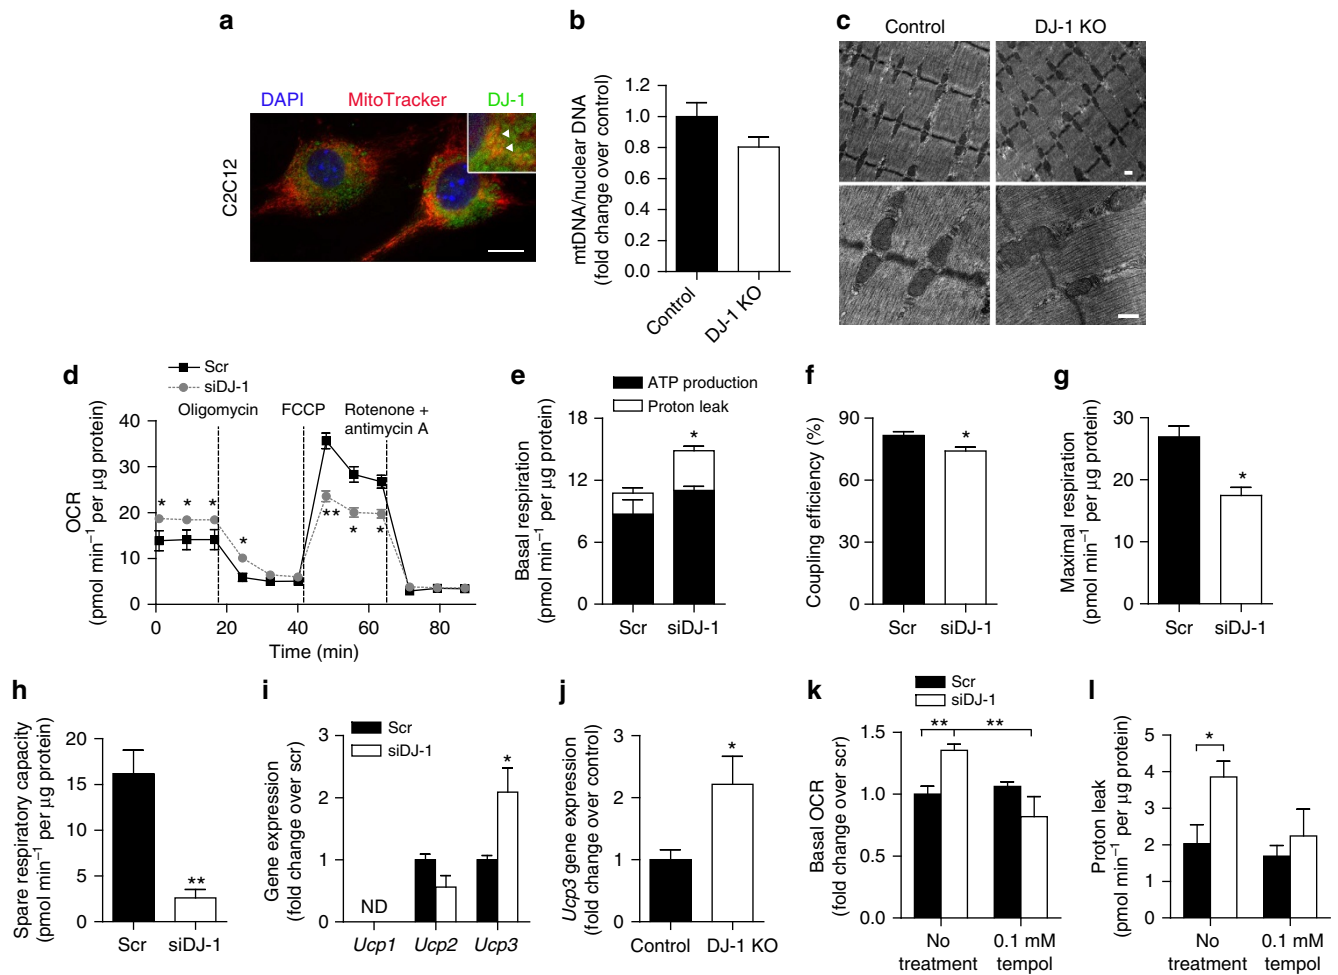 a
DAPI MitoTracker DJ-1
C2C12
b
mtDNA/nuclear DNA
(fold change over control)
1.2
1.0
0.8
0.6
0.4
0.2
0.0
Control
DJ-1 KO
c
Control DJ-1 KO
d
Scr
siDJ-1
Oligomycin FCCP Rotenone +
antimycin A
OCR
(pmol min–1 per µg protein)
40
30
20
10
0
* * * * ** * *
0 20 40 60 80
Time (min)
e
ATP production
Proton leak
Basal respiration
(pmol min–1 per µg protein)
18
12
6
0
*
Scr siDJ-1
f
Coupling efficiency (%)
90
60
30
0
*
Scr siDJ-1
g
Maximal respiration
(pmol min–1 per µg protein)
30
20
10
0
*
Scr siDJ-1
h
Spare respiratory capacity
(pmol min–1 per µg protein)
20
15
10
5
0
**
Scr siDJ-1
i
Scr
siDJ-1
Gene expression
(fold change over scr)
3
2
1
0
*
ND
Ucp1 Ucp2 Ucp3
j
Ucp3 gene expression
(fold change over control)
3
2
1
0
*
Control DJ-1 KO
k
Scr
siDJ-1
Basal OCR
(fold change over scr)
1.5
1.0
0.5
0.0
** **
No 0.1 mM
treatment tempol
l
Proton leak
(pmol min–1 per µg protein)
5
4
3
2
1
0
*
No 0.1 mM
treatment tempol